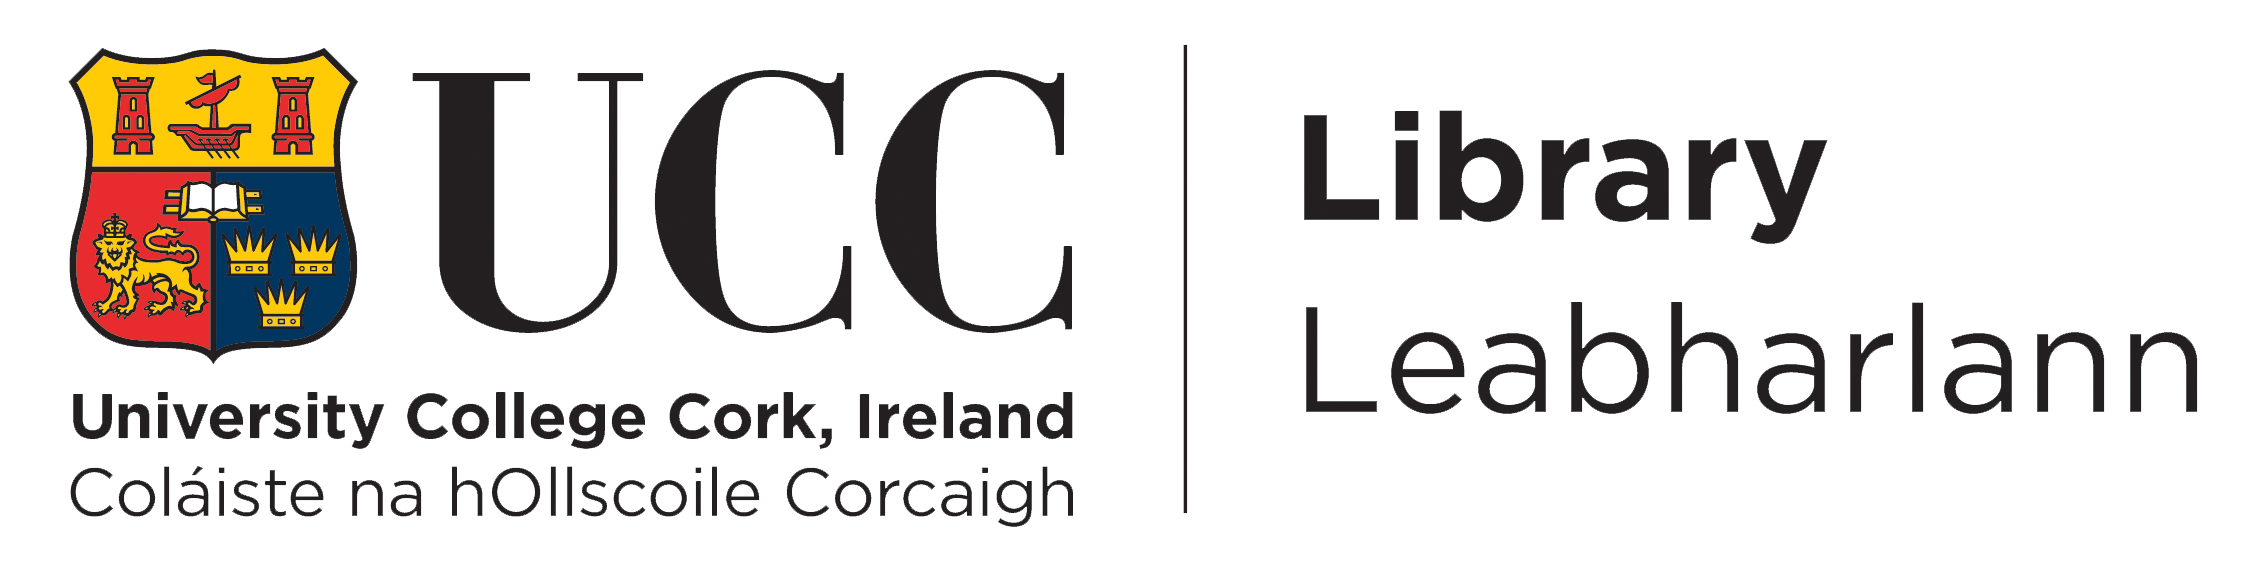 UCC
University College Cork, Ireland
Coláiste na hOllscoile Corcaigh
Library
Leabharlann